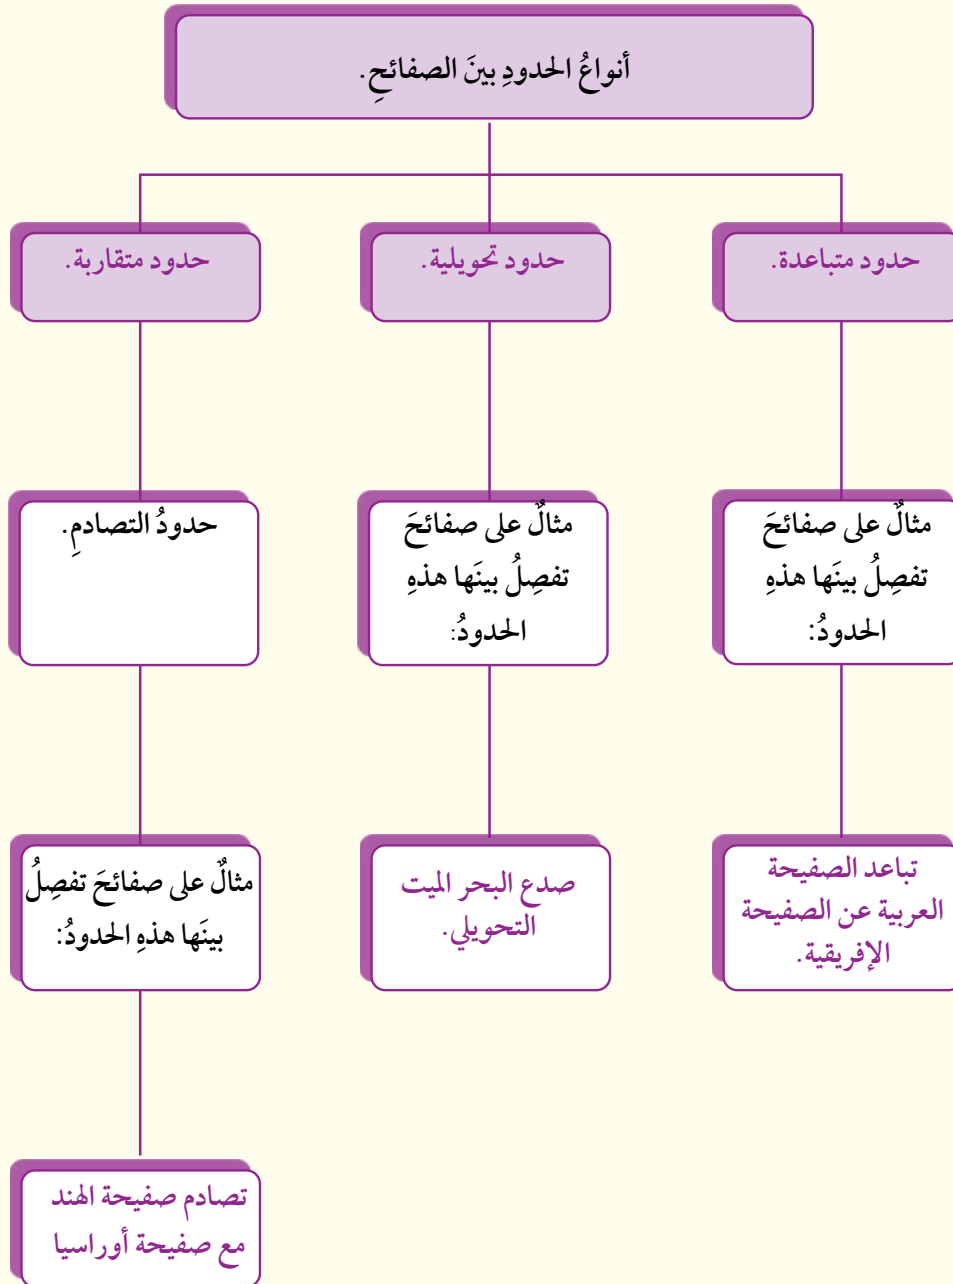 أنواعُ الحدودِ بينَ الصفائحِ.
حدود متباعدة.
حدود تحويلية.
حدود متقاربة.
مثالٌ على صفائحَ
تفصِلُ بينَها هذهِ
الحدودُ:
مثالٌ على صفائحَ
تفصِلُ بينَها هذهِ
الحدودُ:
حدودُ التصادمِ.
تباعد الصفيحة
العربية عن الصفيحة
الإفريقية.
صدع البحر الميت
التحويلي.
مثالٌ على صفائحَ تفصِلُ
بينَها هذهِ الحدودُ:
تصادم صفيحة الهند
مع صفيحة أوراسيا